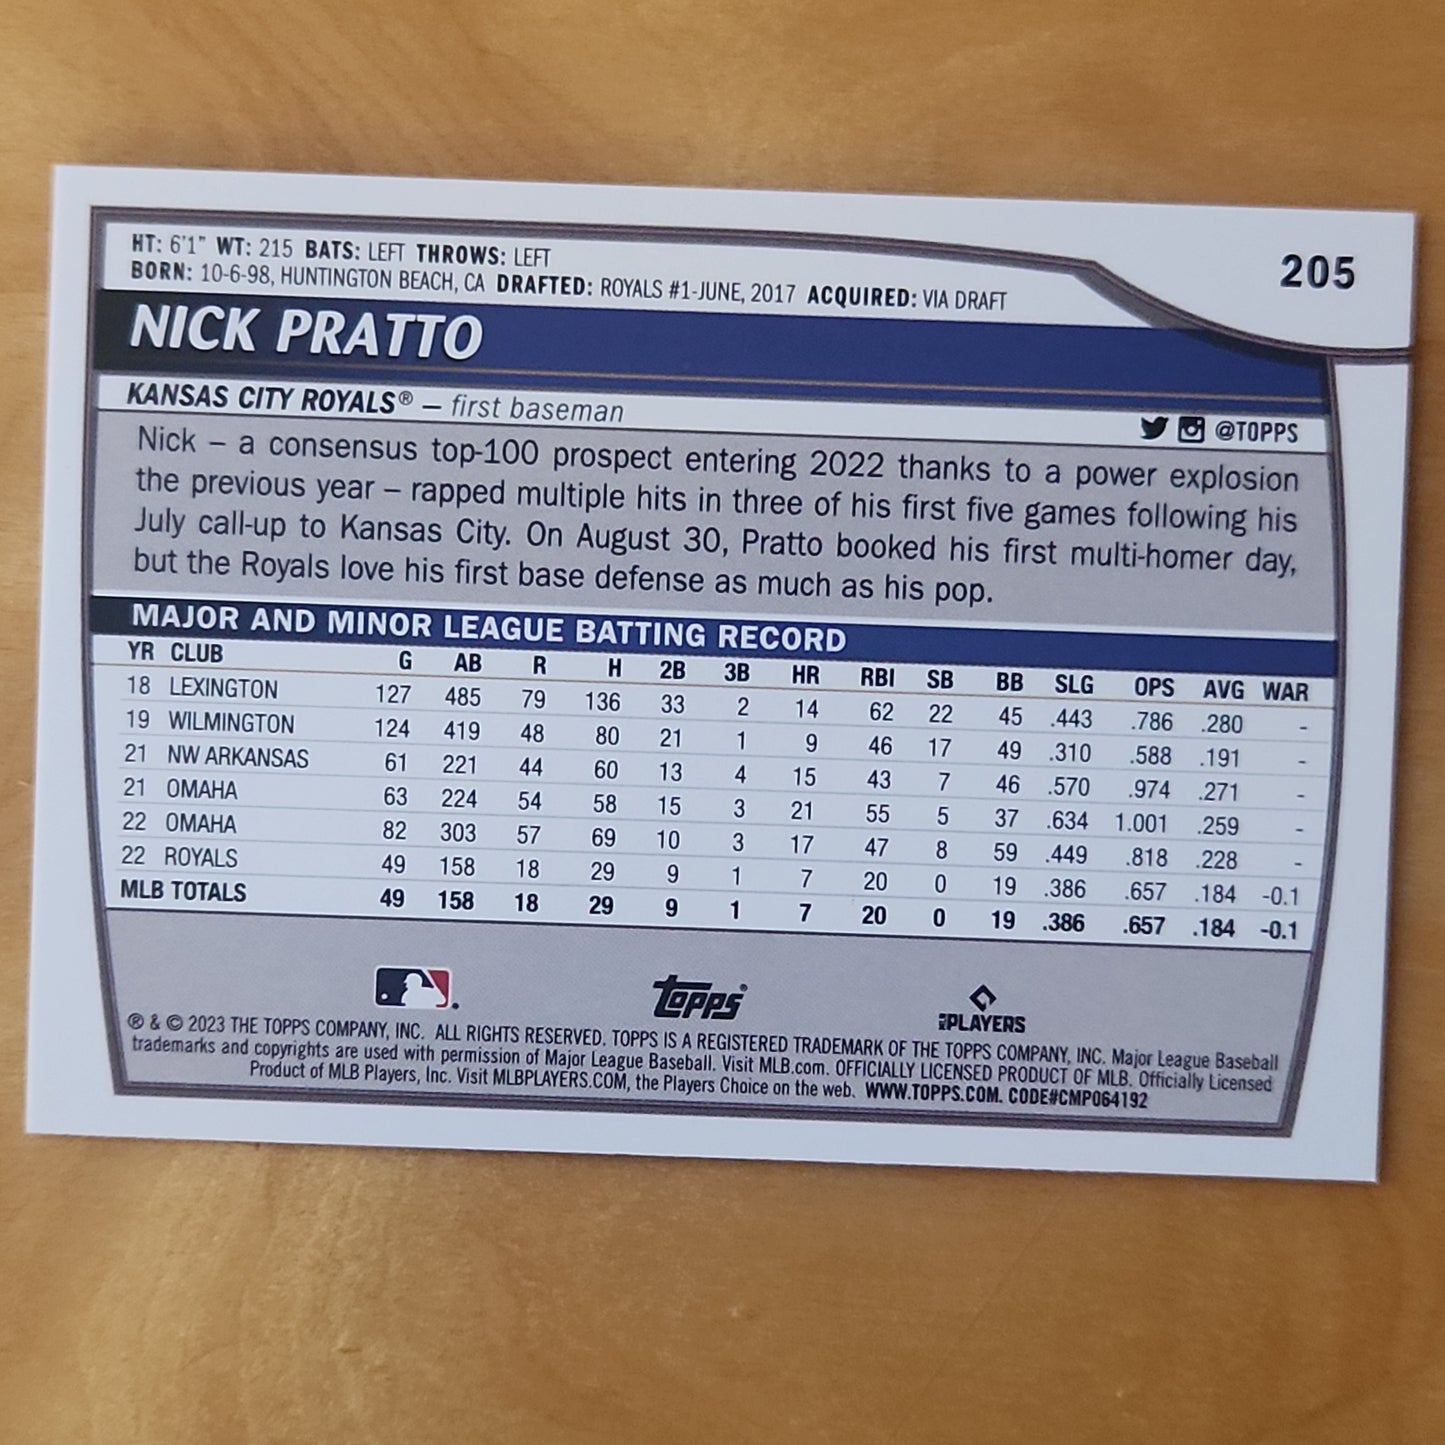 205
HT: 6'1" WT: 215 BATS: LEFT THROWS: LEFT
BORN: 10-6-98, HUNTINGTON BEACH, CA DRAFTED: ROYALS #1-JUNE, 2017 ACQUIRED: VIA DRAFT
NICK PRATTO
KANSAS CITY ROYALS® – first baseman
@TOPPS
Nick – a consensus top-100 prospect entering 2022 thanks to a power explosion
the previous year – rapped multiple hits in three of his first five games following his
July call-up to Kansas City. On August 30, Pratto booked his first multi-homer day,
but the Royals love his first base defense as much as his pop.
MAJOR AND MINOR LEAGUE BATTING RECORD
YR CLUB G AB R H 2B 3B HR RBI SB BB SLG OPS AVG WAR
18 LEXINGTON 127 485 79 136 33 2 14 62 22 45 .443 .786 .280 -
19 WILMINGTON 124 419 48 80 21 1 9 46 17 49 .310 .588 .191 -
21 NW ARKANSAS 61 221 44 60 13 4 15 43 7 46 .570 .974 .271 -
21 OMAHA 63 224 54 58 15 3 21 55 5 37 .634 1.001 .259 -
22 OMAHA 82 303 57 69 10 3 17 47 8 59 .449 .818 .228 -
22 ROYALS 49 158 18 29 9 1 7 20 0 19 .386 .657 .184 -0.1
MLB TOTALS 49 158 18 29 9 1 7 20 0 19 .386 .657 .184 -0.1
topps®
MLB PLAYERS
® & © 2023 THE TOPPS COMPANY, INC. ALL RIGHTS RESERVED. TOPPS IS A REGISTERED TRADEMARK OF THE TOPPS COMPANY, INC. Major League Baseball
trademarks and copyrights are used with permission of Major League Baseball. Visit MLB.com. OFFICIALLY LICENSED PRODUCT OF MLB. Officially Licensed
Product of MLB Players, Inc. Visit MLBPLAYERS.COM, the Players Choice on the web. WWW.TOPPS.COM. CODE#CMP064192